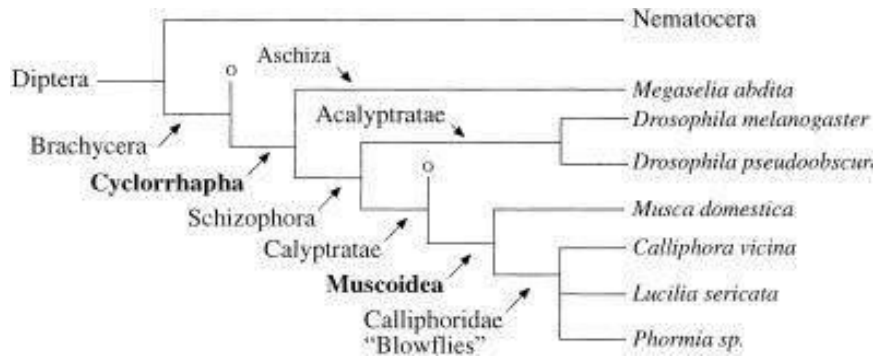 Nematocera
Aschiza
o
Diptera
Megaselia abdita
Acalyptratae
Drosophila melanogaster
Brachycera
Drosophila pseudoobscura
o
Cyclorrhapha
Schizophora
Musca domestica
Calyptratae
Calliphora vicina
Muscoidea
Lucilia sericata
Calliphoridae
"Blowflies"
Phormia sp.